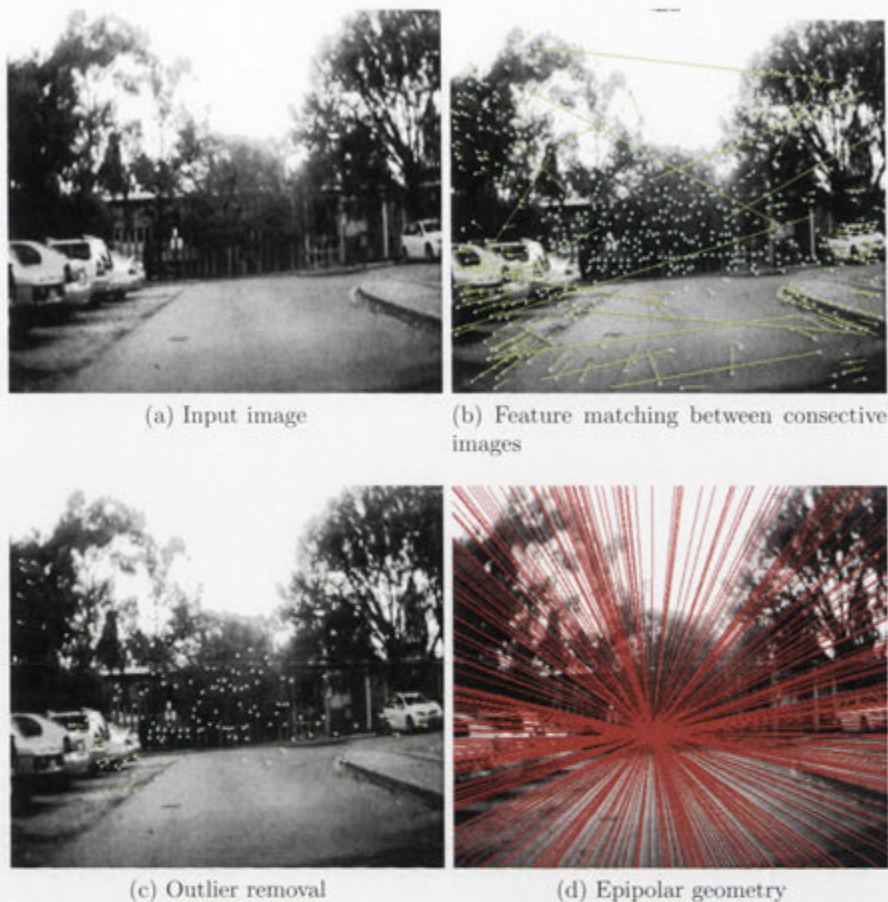 (a) Input image
(b) Feature matching between consective
images
(c) Outlier removal
(d) Epipolar geometry